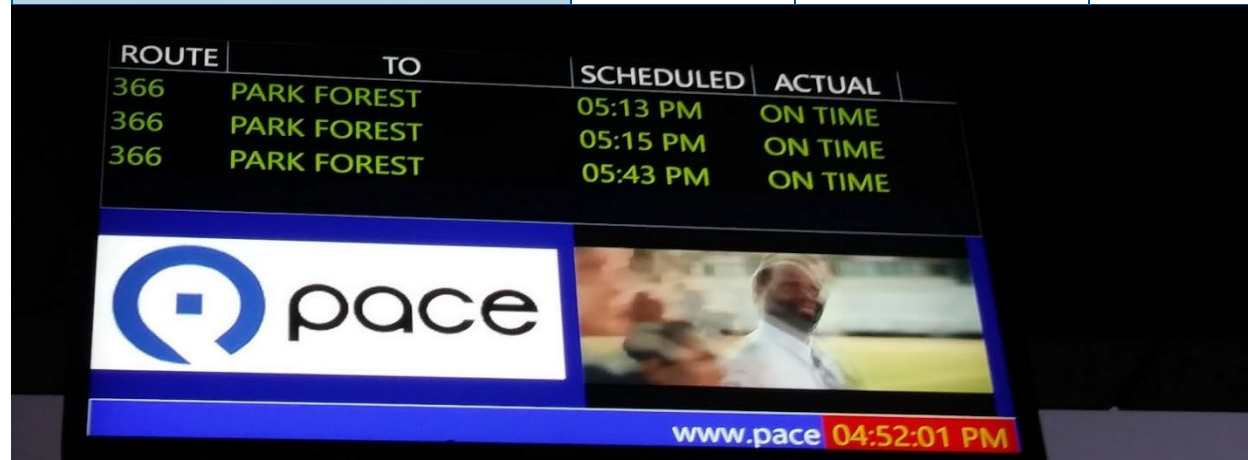 ROUTE TO SCHEDULED ACTUAL
366 PARK FOREST 05:13 PM ON TIME
366 PARK FOREST 05:15 PM ON TIME
366 PARK FOREST 05:43 PM ON TIME
pace
www.pace 04:52:01 PM